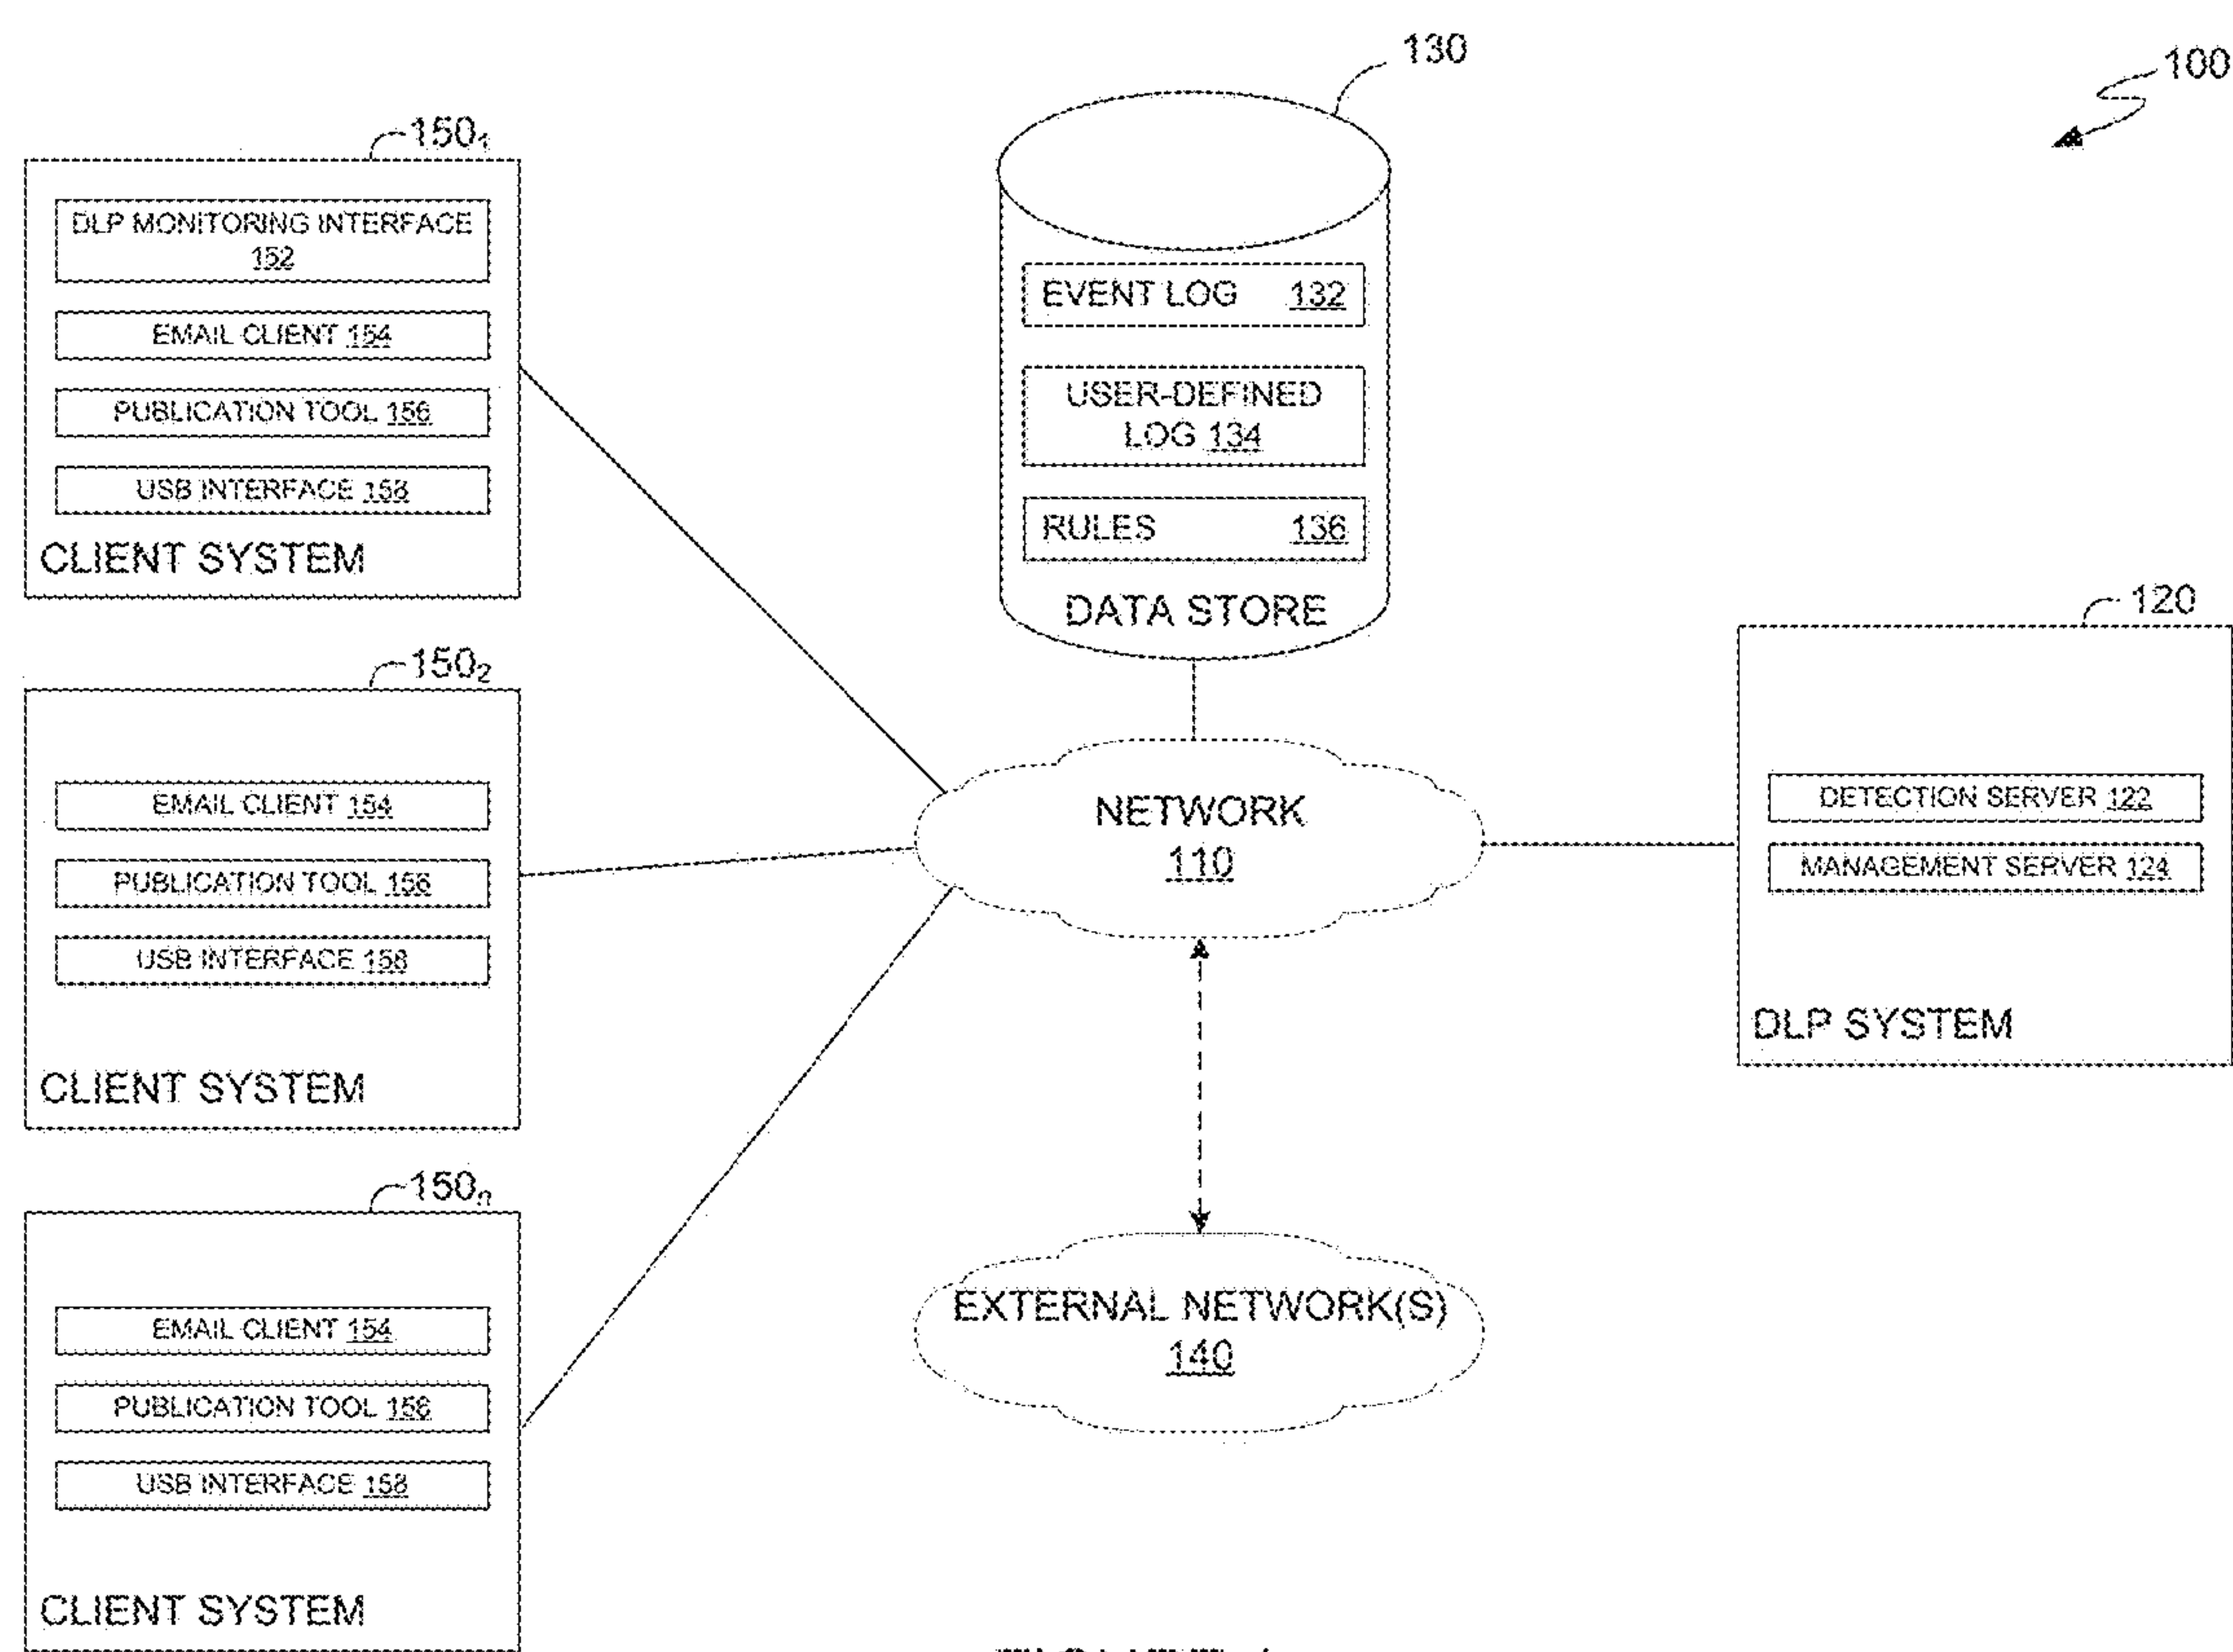 130
100
150₁
DLP MONITORING INTERFACE
152
EMAIL CLIENT 154
PUBLICATION TOOL 156
USB INTERFACE 158
CLIENT SYSTEM
EVENT LOG 132
USER-DEFINED
LOG 134
RULES 136
DATA STORE
150₂
EMAIL CLIENT 154
PUBLICATION TOOL 156
USB INTERFACE 158
CLIENT SYSTEM
NETWORK
110
120
DETECTION SERVER 122
MANAGEMENT SERVER 124
DLP SYSTEM
150ₙ
EMAIL CLIENT 154
PUBLICATION TOOL 156
USB INTERFACE 158
CLIENT SYSTEM
EXTERNAL NETWORK(S)
140